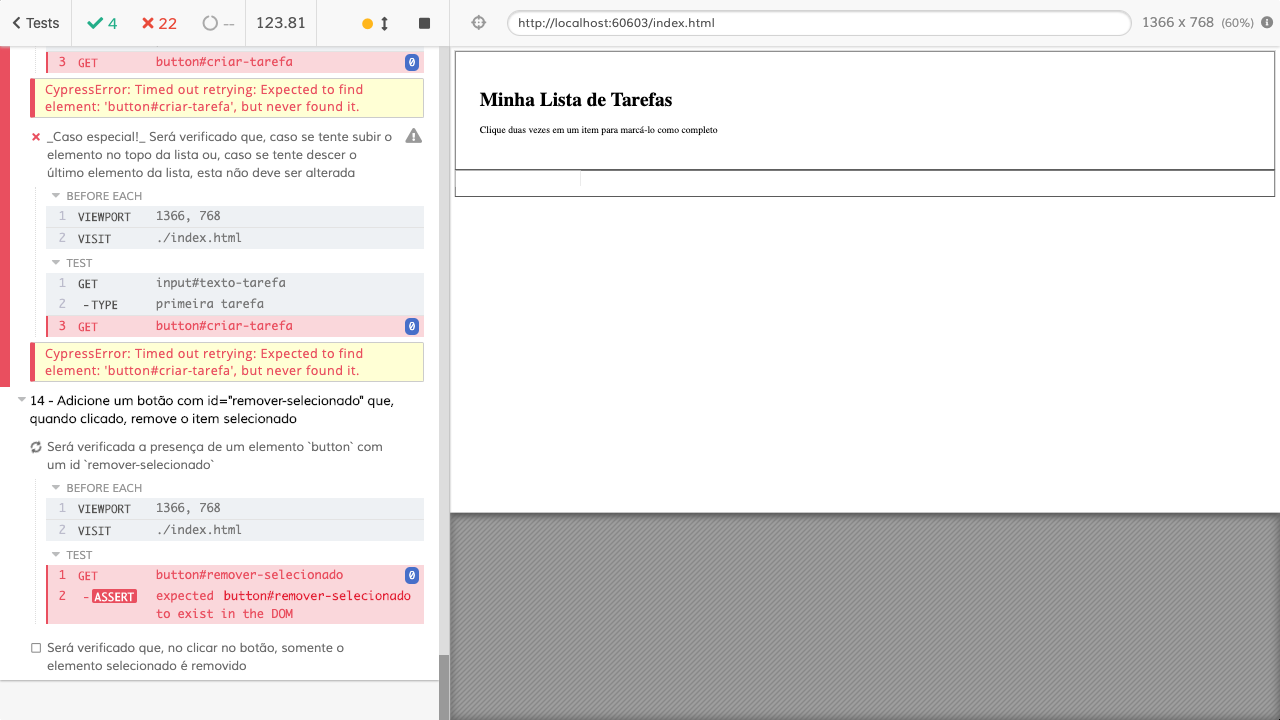 Tests 4 22 -- 123.81 http://localhost:60603/index.html 1366 x 768 (60%)
3 GET button#criar-tarefa 0
CypressError: Timed out retrying: Expected to find
element: 'button#criar-tarefa', but never found it.
_Caso especial!_ Será verificado que, caso se tente subir o
elemento no topo da lista ou, caso se tente descer o
último elemento da lista, esta não deve ser alterada
BEFORE EACH
1 VIEWPORT 1366, 768
2 VISIT ./index.html
TEST
1 GET input#texto-tarefa
2 -TYPE primeira tarefa
3 GET button#criar-tarefa 0
CypressError: Timed out retrying: Expected to find
element: 'button#criar-tarefa', but never found it.
14 - Adicione um botão com id="remover-selecionado" que,
quando clicado, remove o item selecionado
Será verificada a presença de um elemento `button` com
um id `remover-selecionado`
BEFORE EACH
1 VIEWPORT 1366, 768
2 VISIT ./index.html
TEST
1 GET button#remover-selecionado 0
2 -ASSERT expected button#remover-selecionado
to exist in the DOM
Será verificado que, no clicar no botão, somente o
elemento selecionado é removido
Minha Lista de Tarefas
Clique duas vezes em um item para marcá-lo como completo